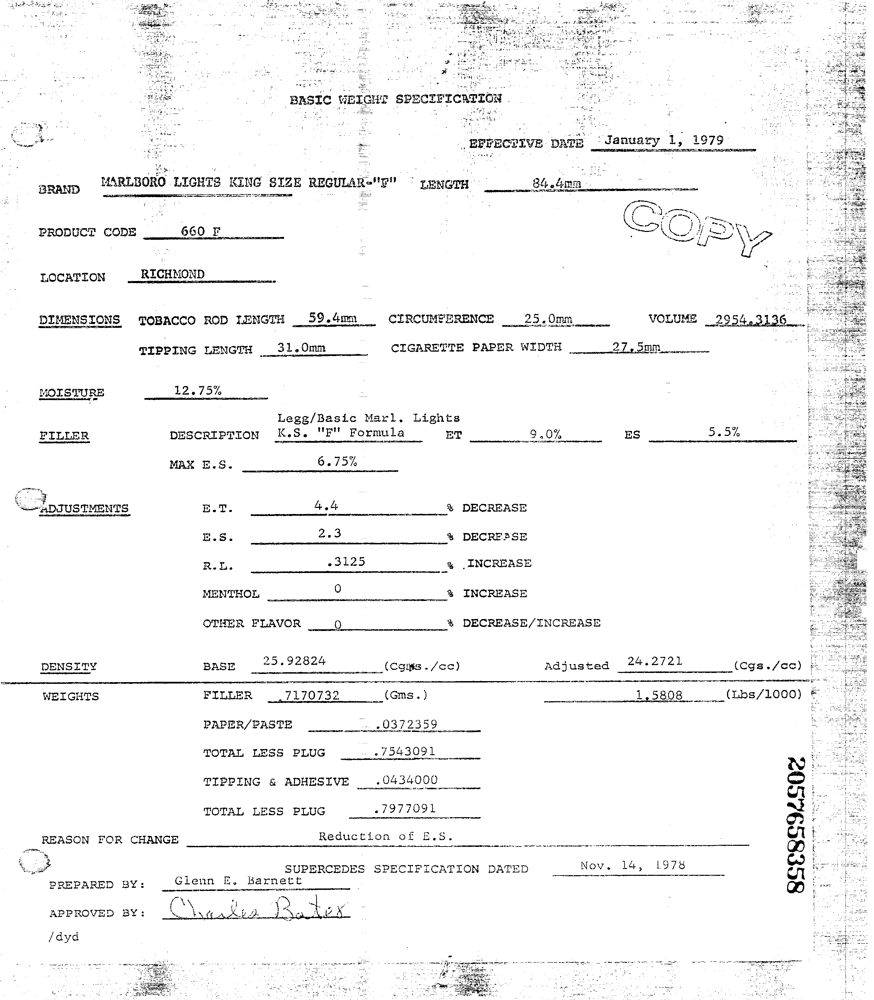 BASIC WEIGHT SPECIFICATION
EFFECTIVE DATE January 1, 1979
BRAND MARLBORO LIGHTS KING SIZE REGULAR-"F" LENGTH 84.4mm
COPY
PRODUCT CODE 660 F
LOCATION RICHMOND
DIMENSIONS TOBACCO ROD LENGTH 59.4mm CIRCUMFERENCE 25.0mm VOLUME 2954.3136
TIPPING LENGTH 31.0mm CIGARETTE PAPER WIDTH 27.5mm
MOISTURE 12.75%
Legg/Basic Marl. Lights
FILLER DESCRIPTION K.S. "F" Formula ET 9.0% ES 5.5%
MAX E.S. 6.75%
ADJUSTMENTS E.T. 4.4 % DECREASE
E.S. 2.3 % DECREASE
R.L. .3125 % INCREASE
MENTHOL 0 % INCREASE
OTHER FLAVOR 0 % DECREASE/INCREASE
DENSITY BASE 25.92824 (Cgms./cc) Adjusted 24.2721 (Cgs./cc)
WEIGHTS FILLER .7170732 (Gms.) 1.5808 (Lbs/1000)
PAPER/PASTE .0372359
TOTAL LESS PLUG .7543091
TIPPING & ADHESIVE .0434000
TOTAL LESS PLUG .7977091
REASON FOR CHANGE Reduction of E.S.
SUPERCEDES SPECIFICATION DATED Nov. 14, 1978
PREPARED BY: Glenn E. Barnett
APPROVED BY: Charles Bates
/dyd
2057658358